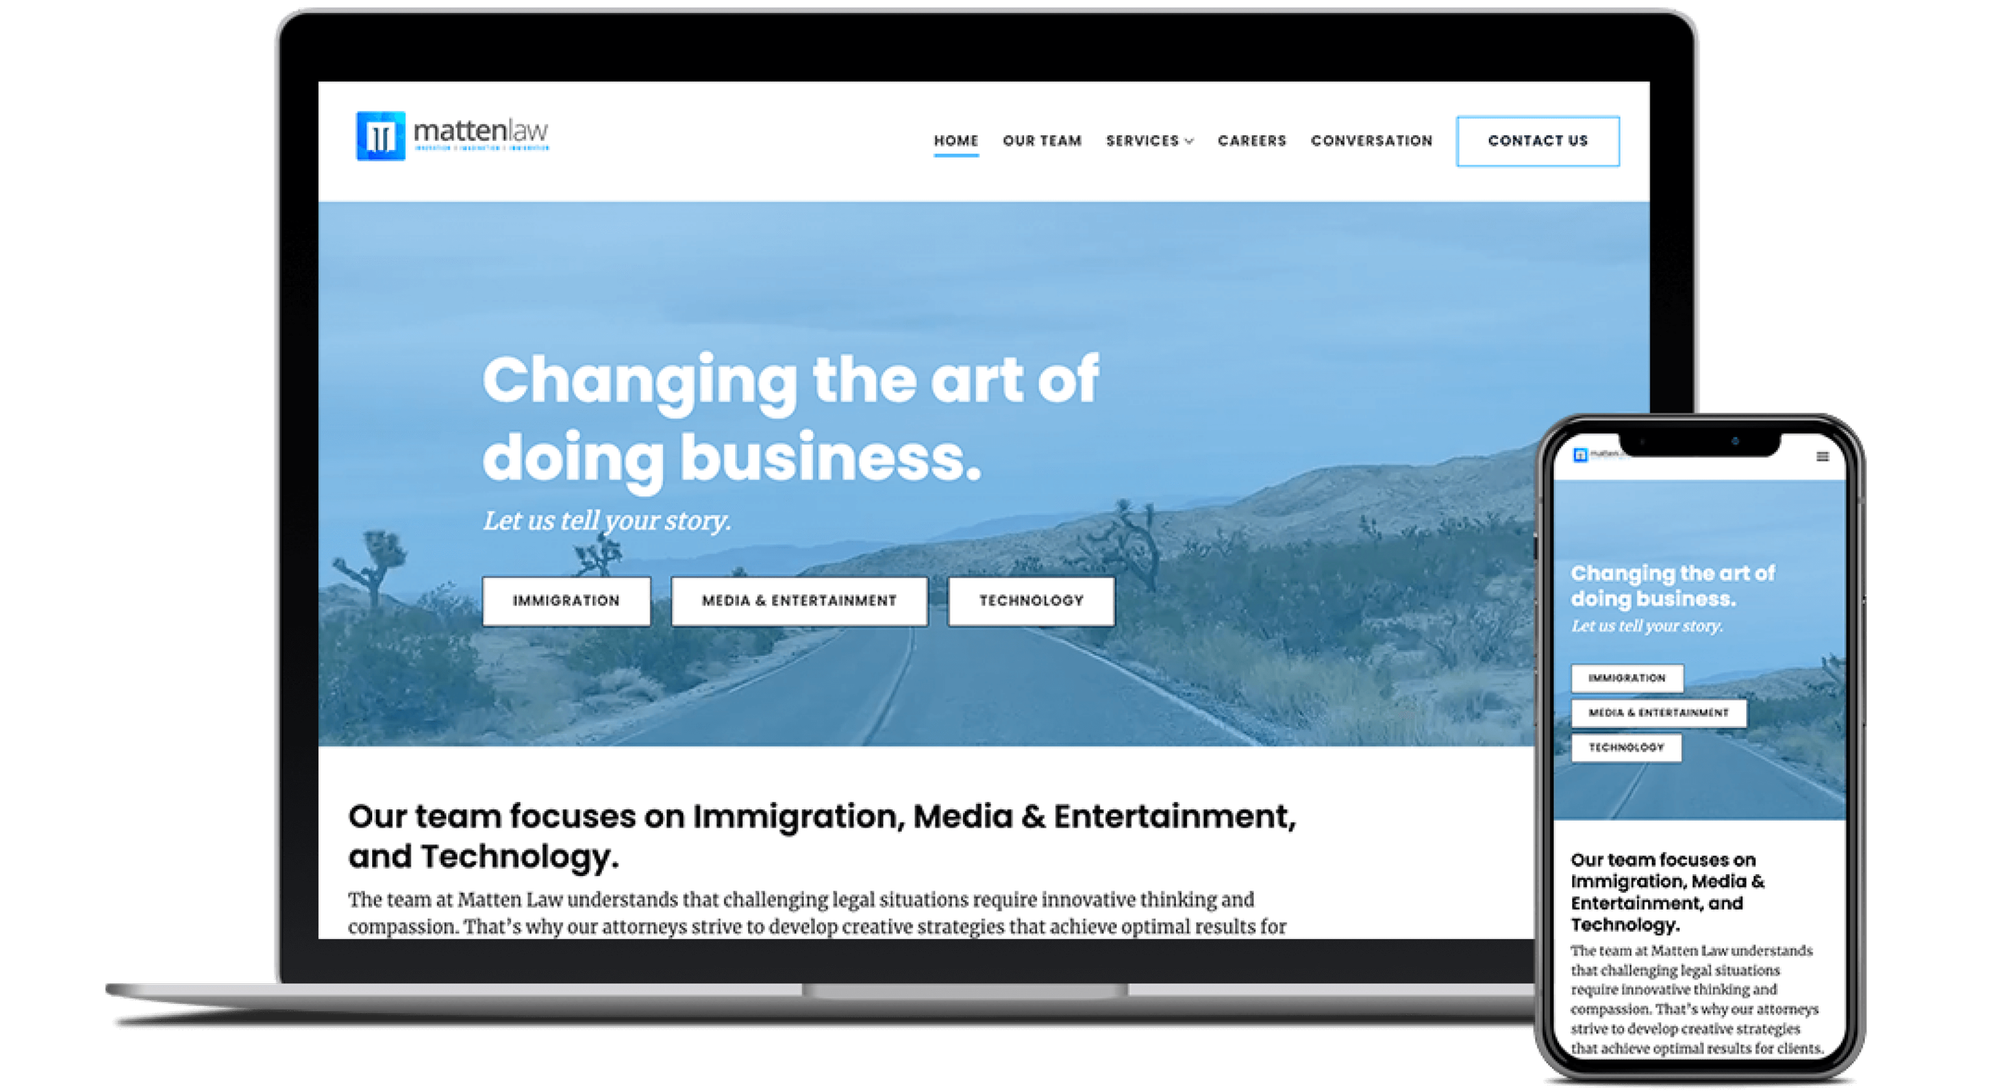 mattenlaw
INNOVATION | IMAGINATION | IMMIGRATION
HOME OUR TEAM SERVICES CAREERS CONVERSATION CONTACT US
Changing the art of
doing business.
Let us tell your story.
IMMIGRATION MEDIA & ENTERTAINMENT TECHNOLOGY
Our team focuses on Immigration, Media & Entertainment,
and Technology.
The team at Matten Law understands that challenging legal situations require innovative thinking and
compassion. That's why our attorneys strive to develop creative strategies that achieve optimal results for
Changing the art of
doing business.
Let us tell your story.
IMMIGRATION
MEDIA & ENTERTAINMENT
TECHNOLOGY
Our team focuses on
Immigration, Media &
Entertainment, and
Technology.
The team at Matten Law understands
that challenging legal situations
require innovative thinking and
compassion. That's why our attorneys
strive to develop creative strategies
that achieve optimal results for clients.